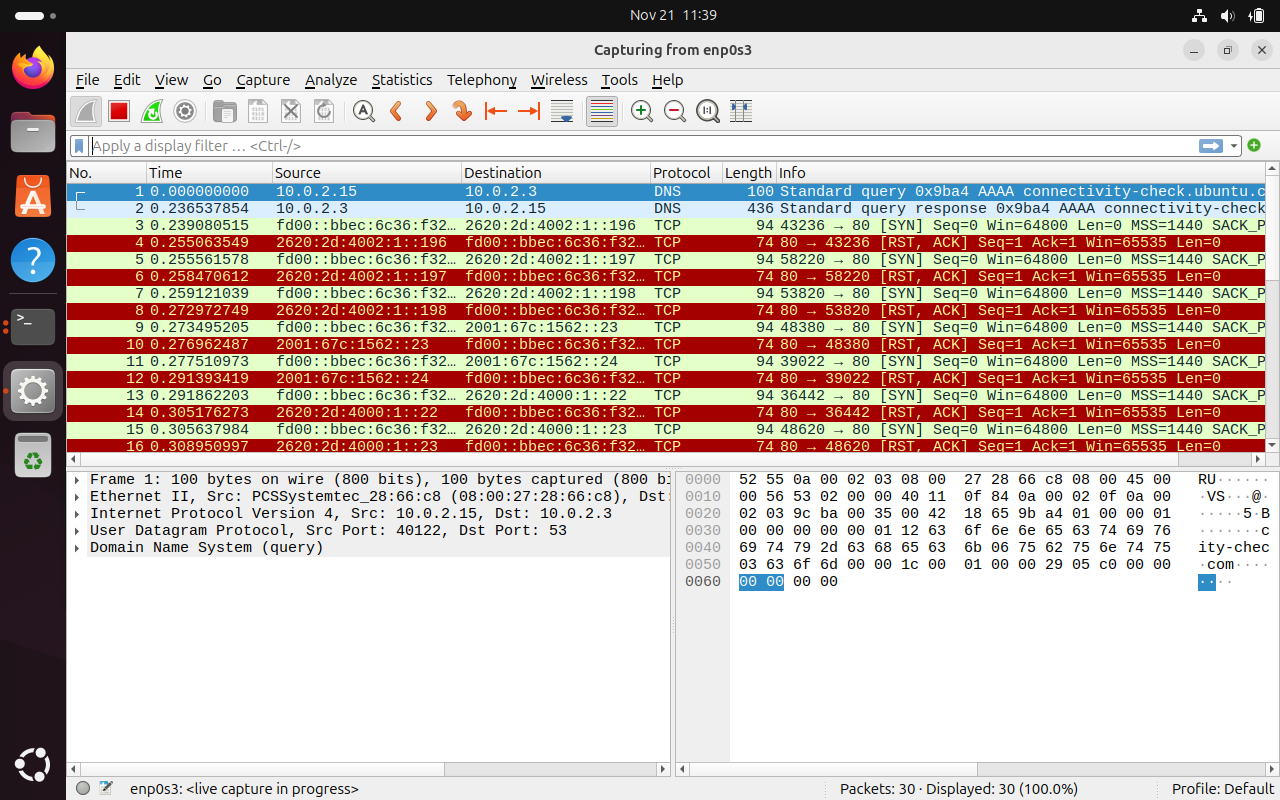 Nov 21 11:39
Capturing from enp0s3
File Edit View Go Capture Analyze Statistics Telephony Wireless Tools Help
Apply a display filter … <Ctrl-/>
No. Time Source Destination Protocol Length Info
1 0.000000000 10.0.2.15 10.0.2.3 DNS 100 Standard query 0x9ba4 AAAA connectivity-check.ubuntu.c
2 0.236537854 10.0.2.3 10.0.2.15 DNS 436 Standard query response 0x9ba4 AAAA connectivity-check
3 0.239080515 fd00::bbec:6c36:f32… 2620:2d:4002:1::196 TCP 94 43236 → 80 [SYN] Seq=0 Win=64800 Len=0 MSS=1440 SACK_P
4 0.255063549 2620:2d:4002:1::196 fd00::bbec:6c36:f32… TCP 74 80 → 43236 [RST, ACK] Seq=1 Ack=1 Win=65535 Len=0
5 0.255561578 fd00::bbec:6c36:f32… 2620:2d:4002:1::197 TCP 94 58220 → 80 [SYN] Seq=0 Win=64800 Len=0 MSS=1440 SACK_P
6 0.258470612 2620:2d:4002:1::197 fd00::bbec:6c36:f32… TCP 74 80 → 58220 [RST, ACK] Seq=1 Ack=1 Win=65535 Len=0
7 0.259121039 fd00::bbec:6c36:f32… 2620:2d:4002:1::198 TCP 94 53820 → 80 [SYN] Seq=0 Win=64800 Len=0 MSS=1440 SACK_P
8 0.272972749 2620:2d:4002:1::198 fd00::bbec:6c36:f32… TCP 74 80 → 53820 [RST, ACK] Seq=1 Ack=1 Win=65535 Len=0
9 0.273495205 fd00::bbec:6c36:f32… 2001:67c:1562::23 TCP 94 48380 → 80 [SYN] Seq=0 Win=64800 Len=0 MSS=1440 SACK_P
10 0.276962487 2001:67c:1562::23 fd00::bbec:6c36:f32… TCP 74 80 → 48380 [RST, ACK] Seq=1 Ack=1 Win=65535 Len=0
11 0.277510973 fd00::bbec:6c36:f32… 2001:67c:1562::24 TCP 94 39022 → 80 [SYN] Seq=0 Win=64800 Len=0 MSS=1440 SACK_P
12 0.291393419 2001:67c:1562::24 fd00::bbec:6c36:f32… TCP 74 80 → 39022 [RST, ACK] Seq=1 Ack=1 Win=65535 Len=0
13 0.291862203 fd00::bbec:6c36:f32… 2620:2d:4000:1::22 TCP 94 36442 → 80 [SYN] Seq=0 Win=64800 Len=0 MSS=1440 SACK_P
14 0.305176273 2620:2d:4000:1::22 fd00::bbec:6c36:f32… TCP 74 80 → 36442 [RST, ACK] Seq=1 Ack=1 Win=65535 Len=0
15 0.305637984 fd00::bbec:6c36:f32… 2620:2d:4000:1::23 TCP 94 48620 → 80 [SYN] Seq=0 Win=64800 Len=0 MSS=1440 SACK_P
16 0.308950997 2620:2d:4000:1::23 fd00::bbec:6c36:f32… TCP 74 80 → 48620 [RST, ACK] Seq=1 Ack=1 Win=65535 Len=0
Frame 1: 100 bytes on wire (800 bits), 100 bytes captured (800 bi
Ethernet II, Src: PCSSystemtec_28:66:c8 (08:00:27:28:66:c8), Dst:
Internet Protocol Version 4, Src: 10.0.2.15, Dst: 10.0.2.3
User Datagram Protocol, Src Port: 40122, Dst Port: 53
Domain Name System (query)
0000 52 55 0a 00 02 03 08 00 27 28 66 c8 08 00 45 00 RU······
0010 00 56 53 02 00 00 40 11 0f 84 0a 00 02 0f 0a 00 ·VS···@·
0020 02 03 9c ba 00 35 00 42 18 65 9b a4 01 00 00 01 ·····5·B
0030 00 00 00 00 00 01 12 63 6f 6e 6e 65 63 74 69 76 ·······c
0040 69 74 79 2d 63 68 65 63 6b 06 75 62 75 6e 74 75 ity-chec
0050 03 63 6f 6d 00 00 1c 00 01 00 00 29 05 c0 00 00 ·com····
0060 00 00 00 00 ····
enp0s3: <live capture in progress>
Packets: 30 · Displayed: 30 (100.0%)
Profile: Default